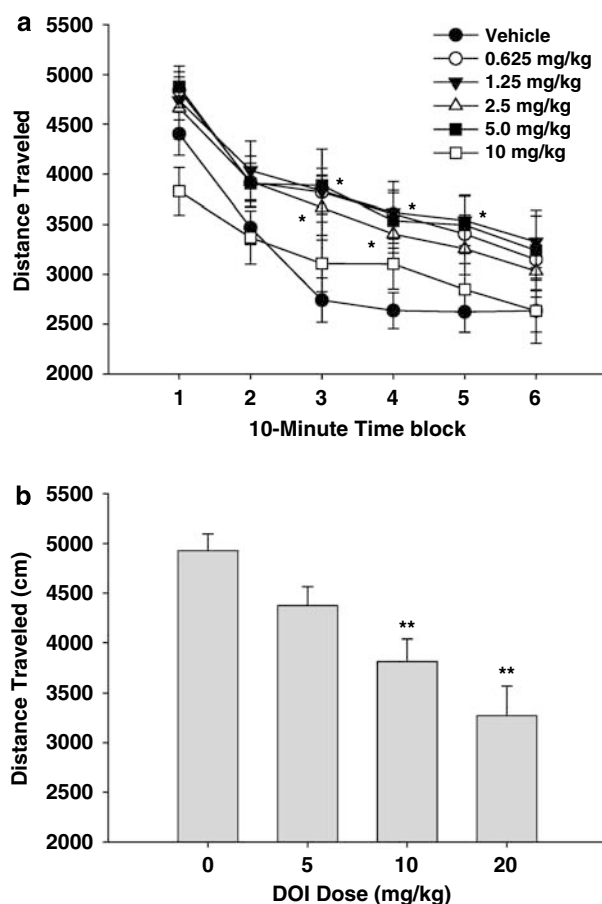 a
Vehicle
0.625 mg/kg
1.25 mg/kg
2.5 mg/kg
5.0 mg/kg
10 mg/kg
Distance Traveled
5500
5000
4500
4000
3500
3000
2500
2000
* * *
* *
1 2 3 4 5 6
10-Minute Time block
b
Distance Traveled (cm)
5500
5000
4500
4000
3500
3000
2500
2000
** **
0 5 10 20
DOI Dose (mg/kg)